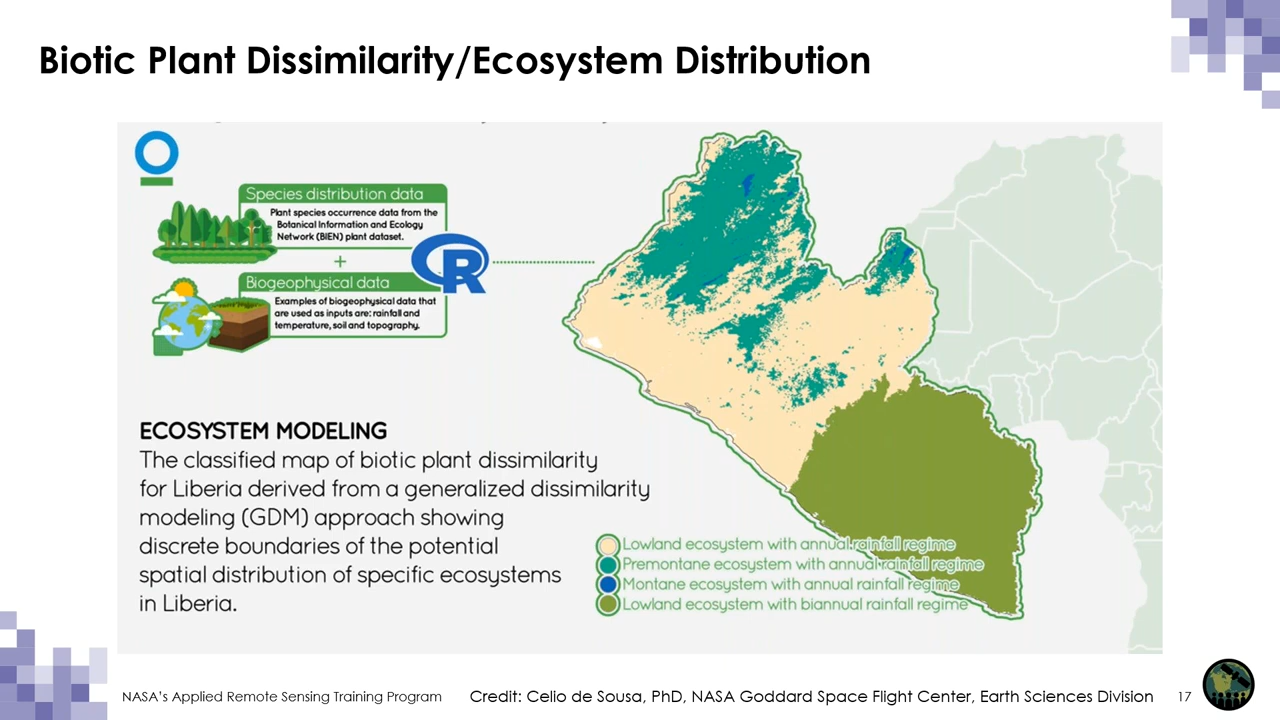 Biotic Plant Dissimilarity/Ecosystem Distribution
Species distribution data
Plant species occurrence data from the
Botanical Information and Ecology
Network (BIEN) plant dataset.
+
R
Biogeophysical data
Examples of biogeophysical data that
are used as inputs are: rainfall and
temperature, soil and topography.
ECOSYSTEM MODELING
The classified map of biotic plant dissimilarity
for Liberia derived from a generalized dissimilarity
modeling (GDM) approach showing
discrete boundaries of the potential
spatial distribution of specific ecosystems
in Liberia.
Lowland ecosystem with annual rainfall regime
Premontane ecosystem with annual rainfall regime
Montane ecosystem with annual rainfall regime
Lowland ecosystem with biannual rainfall regime
NASA's Applied Remote Sensing Training Program
Credit: Celio de Sousa, PhD, NASA Goddard Space Flight Center, Earth Sciences Division
17